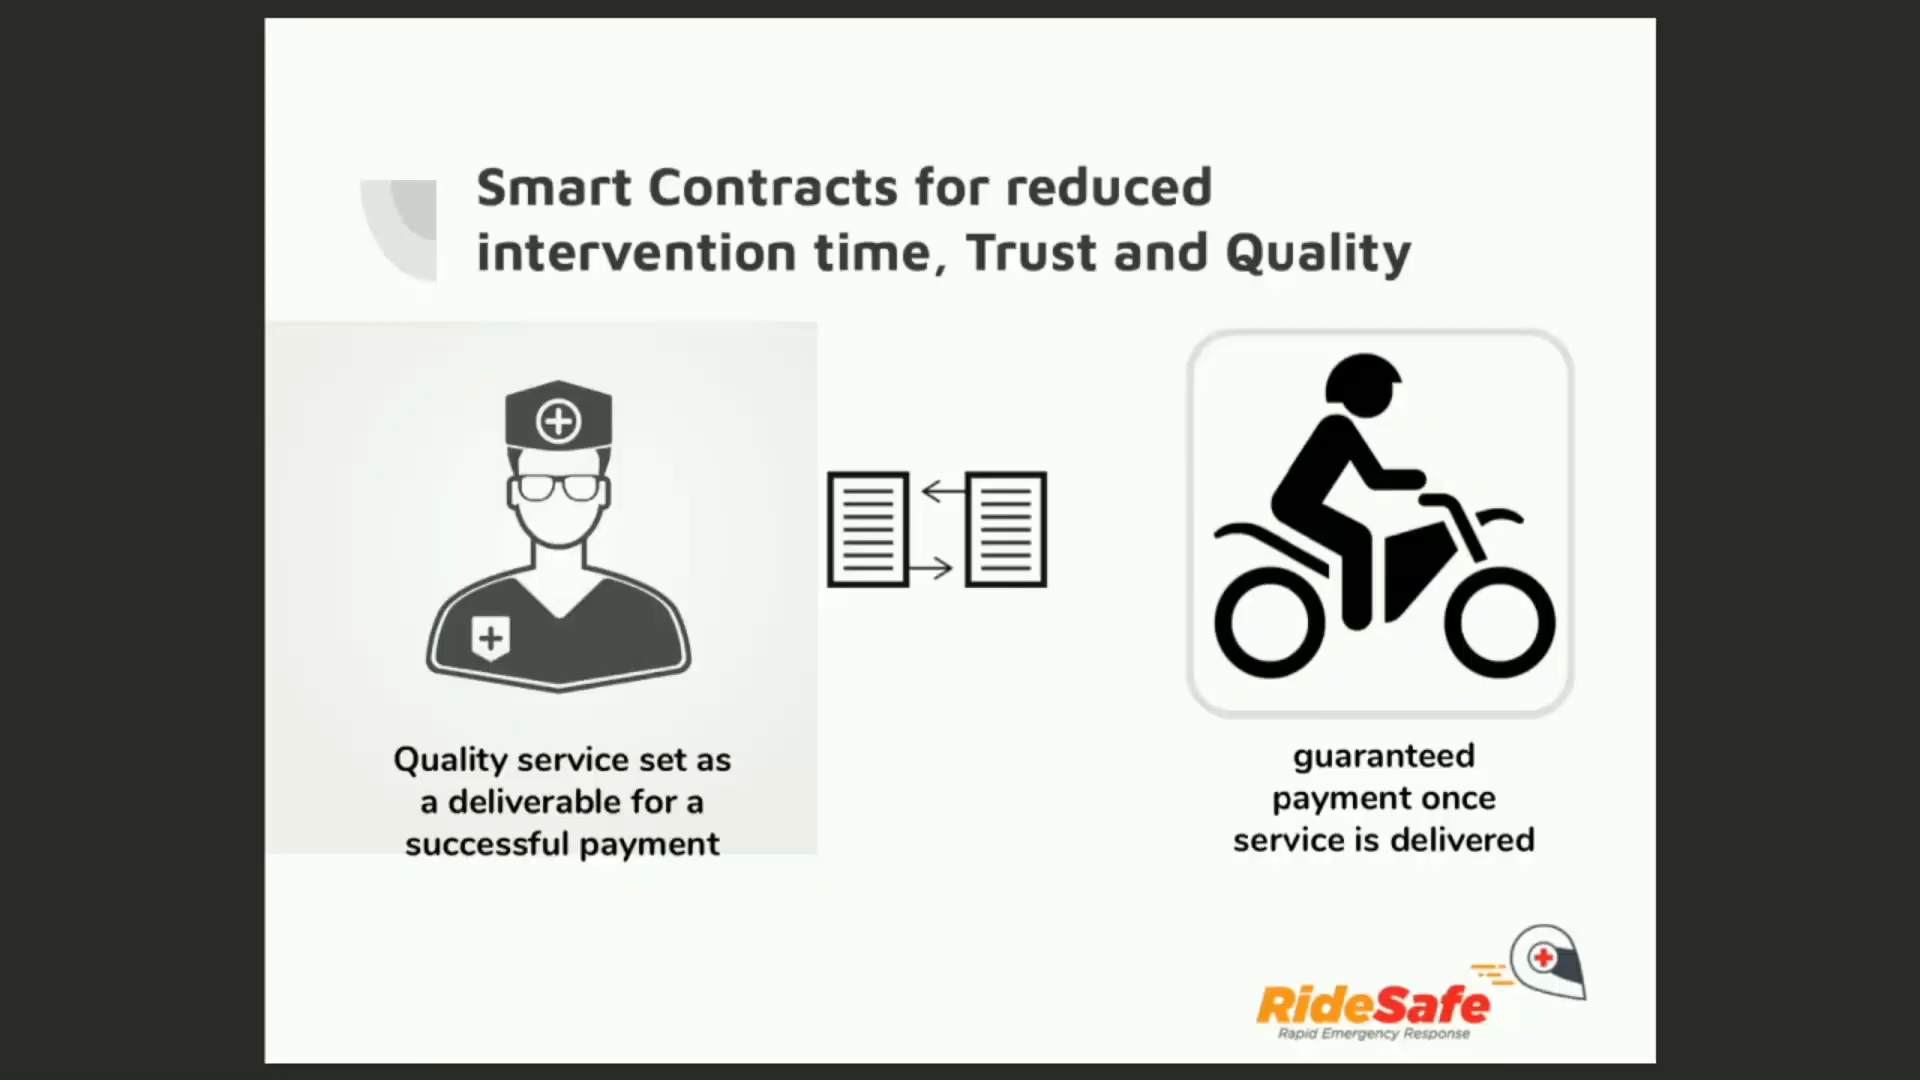 Smart Contracts for reduced
intervention time, Trust and Quality
Quality service set as
a deliverable for a
successful payment
guaranteed
payment once
service is delivered
RideSafe
Rapid Emergency Response